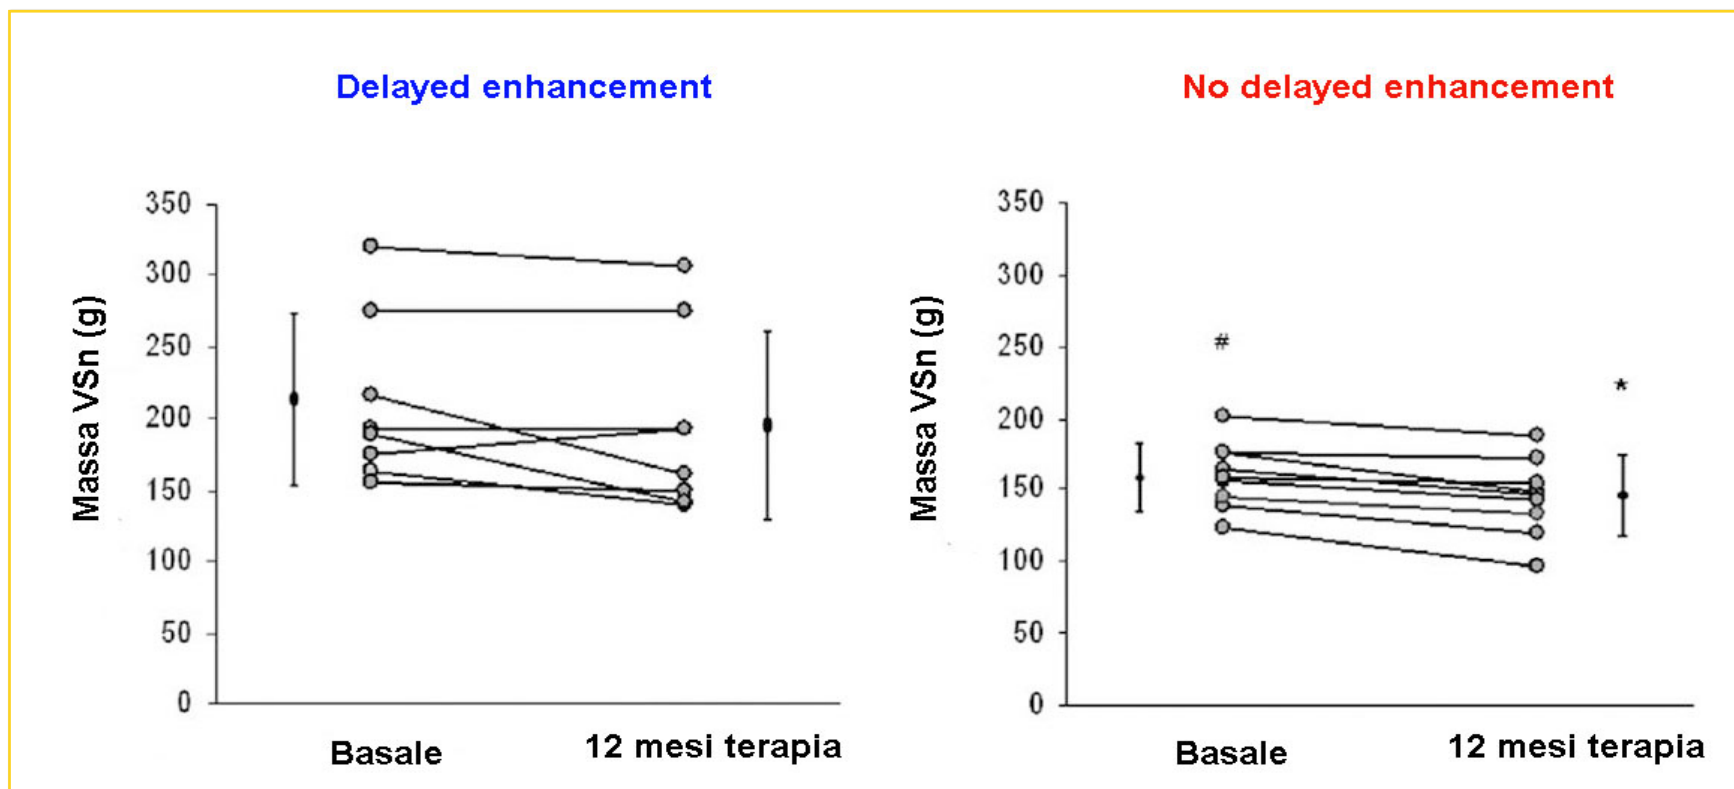 Delayed enhancement
350
300
250
200
150
100
50
0
Massa VSn (g)
Basale
12 mesi terapia
No delayed enhancement
350
300
250
200
150
100
50
0
Massa VSn (g)
#
*
Basale
12 mesi terapia